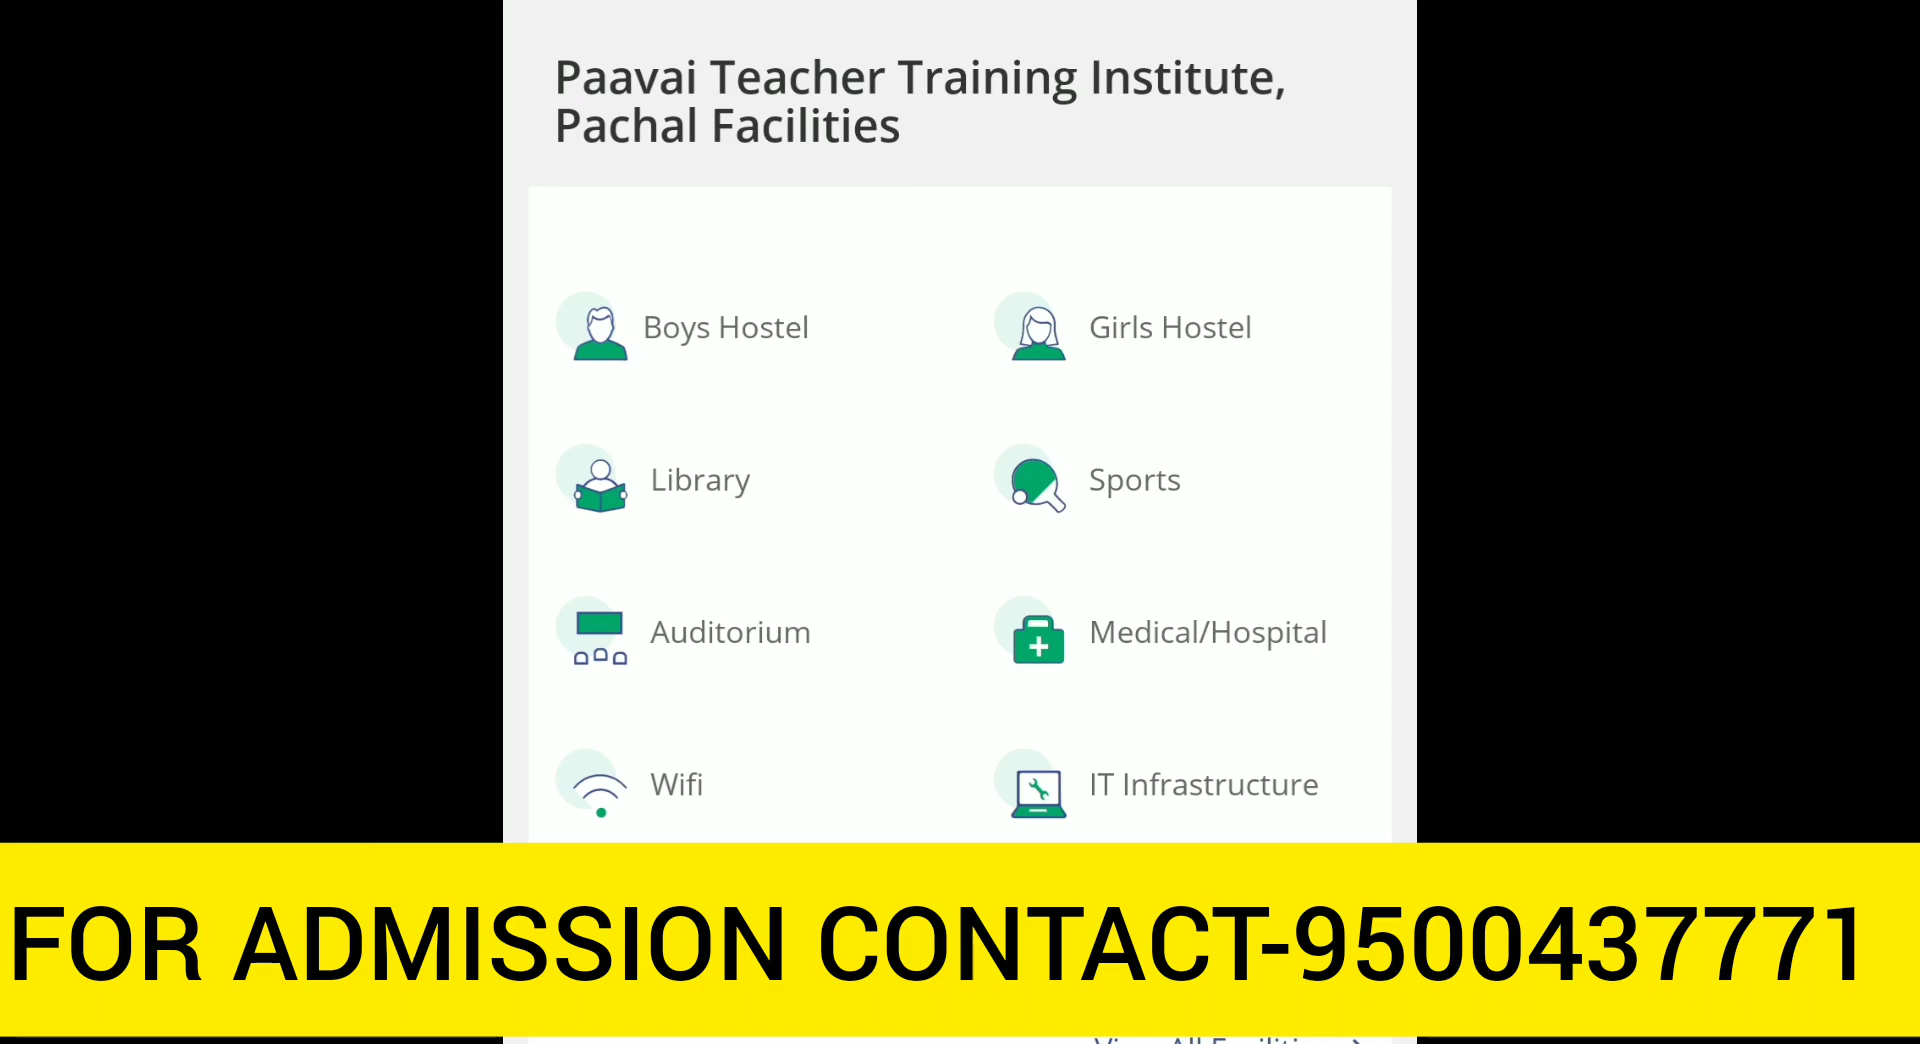 Paavai Teacher Training Institute,
Pachal Facilities
Boys Hostel
Girls Hostel
Library
Sports
Auditorium
Medical/Hospital
Wifi
IT Infrastructure
FOR ADMISSION CONTACT-9500437771